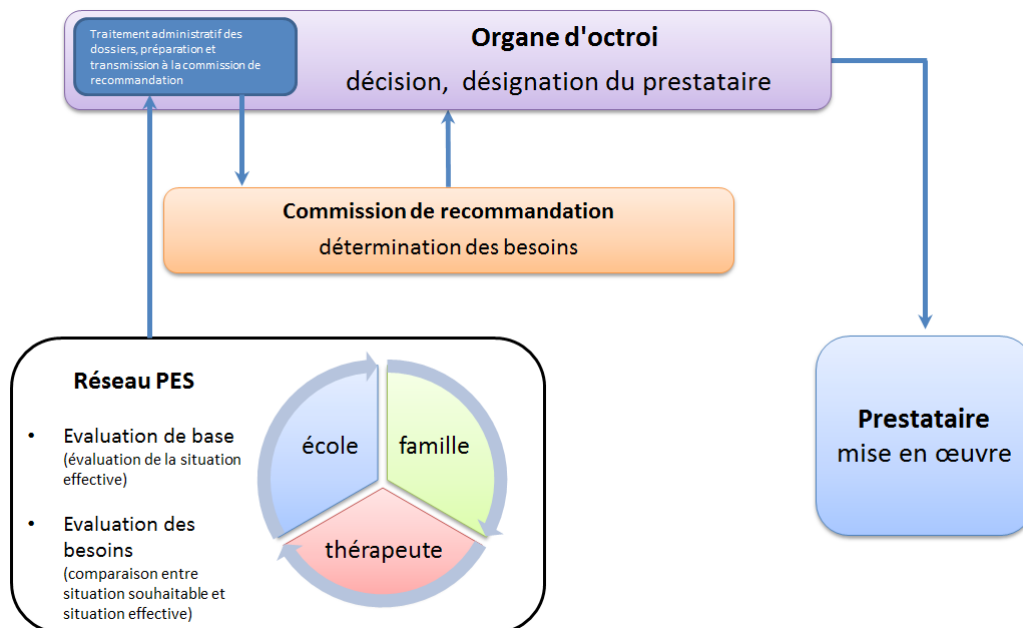 Traitement administratif des
dossiers, préparation et
transmission à la commission de
recommandation
Organe d'octroi
décision, désignation du prestataire
Commission de recommandation
détermination des besoins
Réseau PES
• Evaluation de base
(évaluation de la situation
effective)
• Evaluation des
besoins
(comparaison entre
situation souhaitable et
situation effective)
école
famille
thérapeute
Prestataire
mise en œuvre